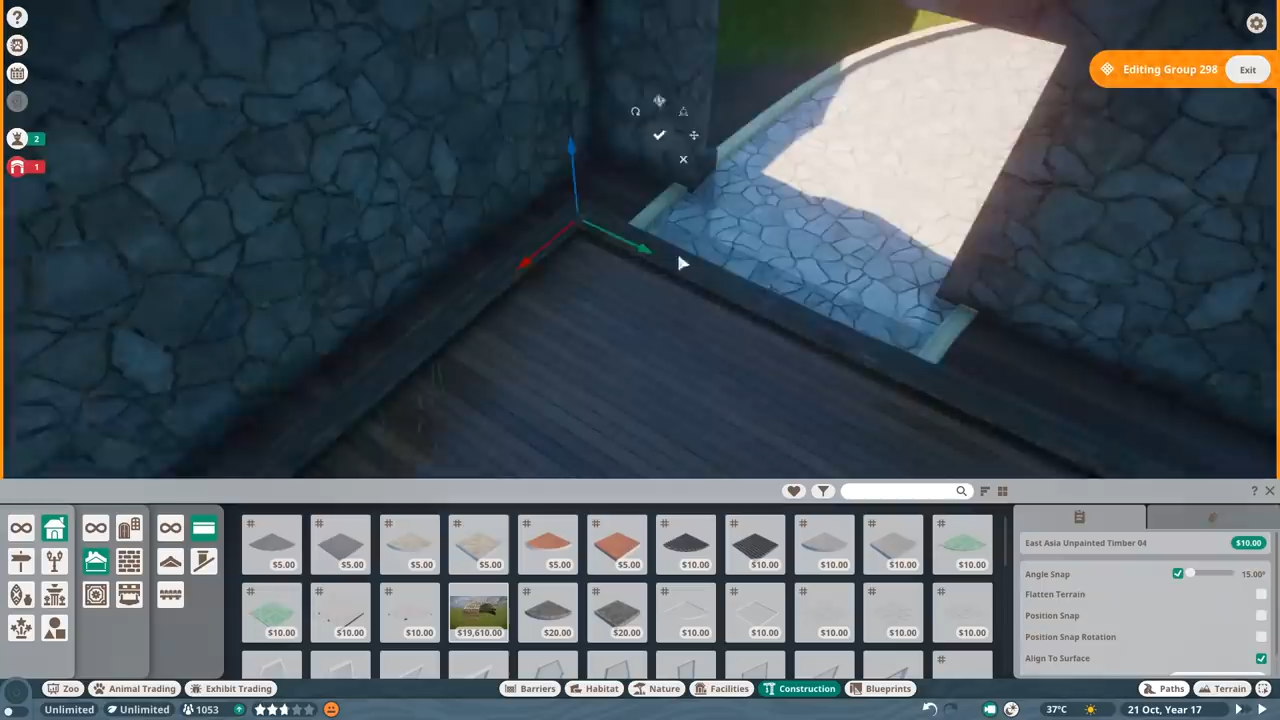 Editing Group 298
Exit
2
1
$5.00 $5.00 $5.00 $5.00 $5.00 $5.00 $10.00 $10.00 $10.00 $10.00 $10.00
$10.00 $10.00 $10.00 $19,610.00 $20.00 $20.00 $10.00 $10.00 $10.00 $10.00 $10.00
East Asia Unpainted Timber 04 $10.00
Angle Snap 15.00°
Flatten Terrain
Position Snap
Position Snap Rotation
Align To Surface
Zoo Animal Trading Exhibit Trading Barriers Habitat Nature Facilities Construction Blueprints Paths Terrain
Unlimited Unlimited 1053 37°C 21 Oct, Year 17